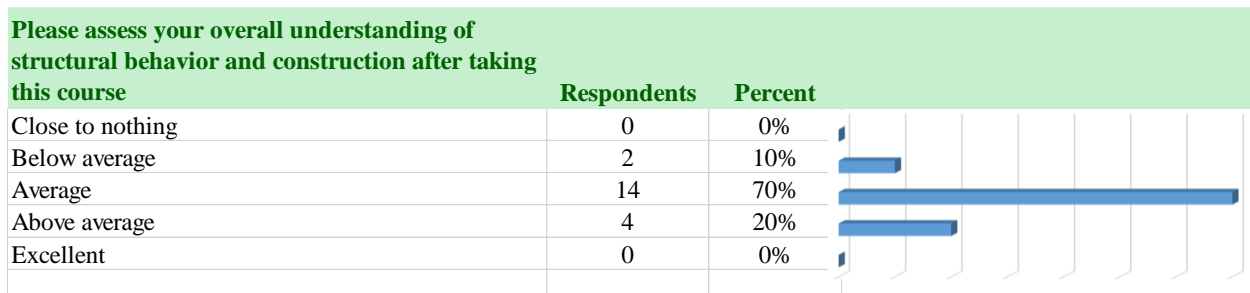 Please assess your overall understanding of
structural behavior and construction after taking
this course Respondents Percent
Close to nothing 0 0%
Below average 2 10%
Average 14 70%
Above average 4 20%
Excellent 0 0%